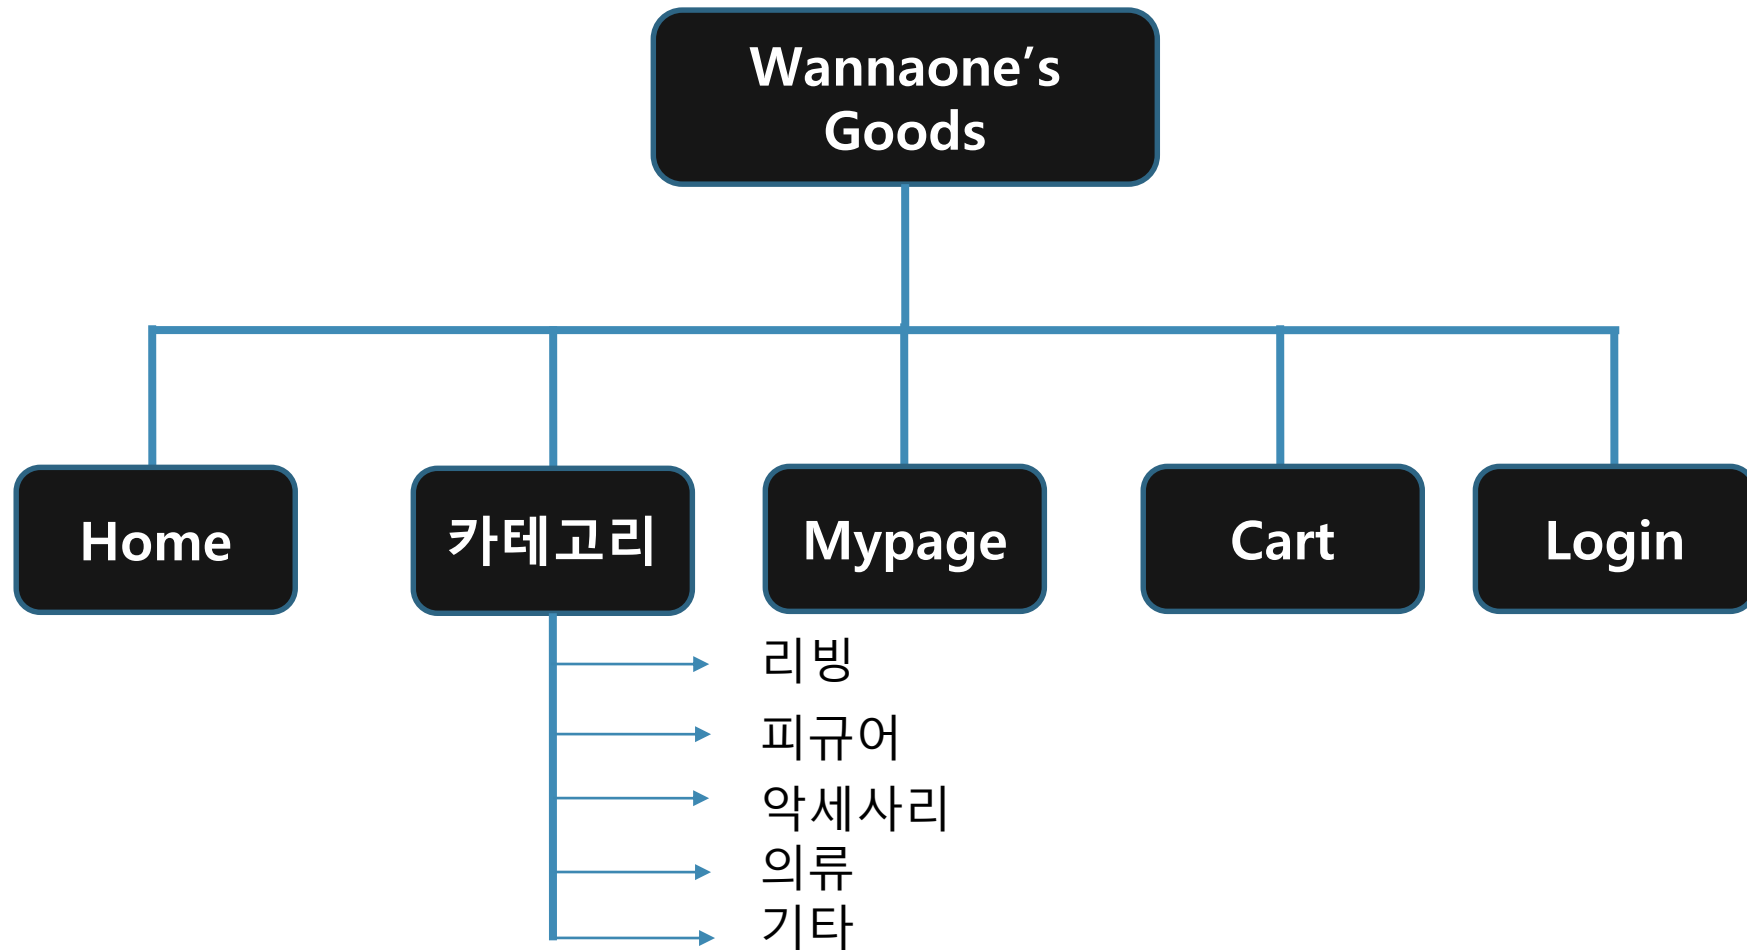 Wannaone’s
Goods
Home
카테고리
Mypage
Cart
Login
리빙
피규어
악세사리
의류
기타